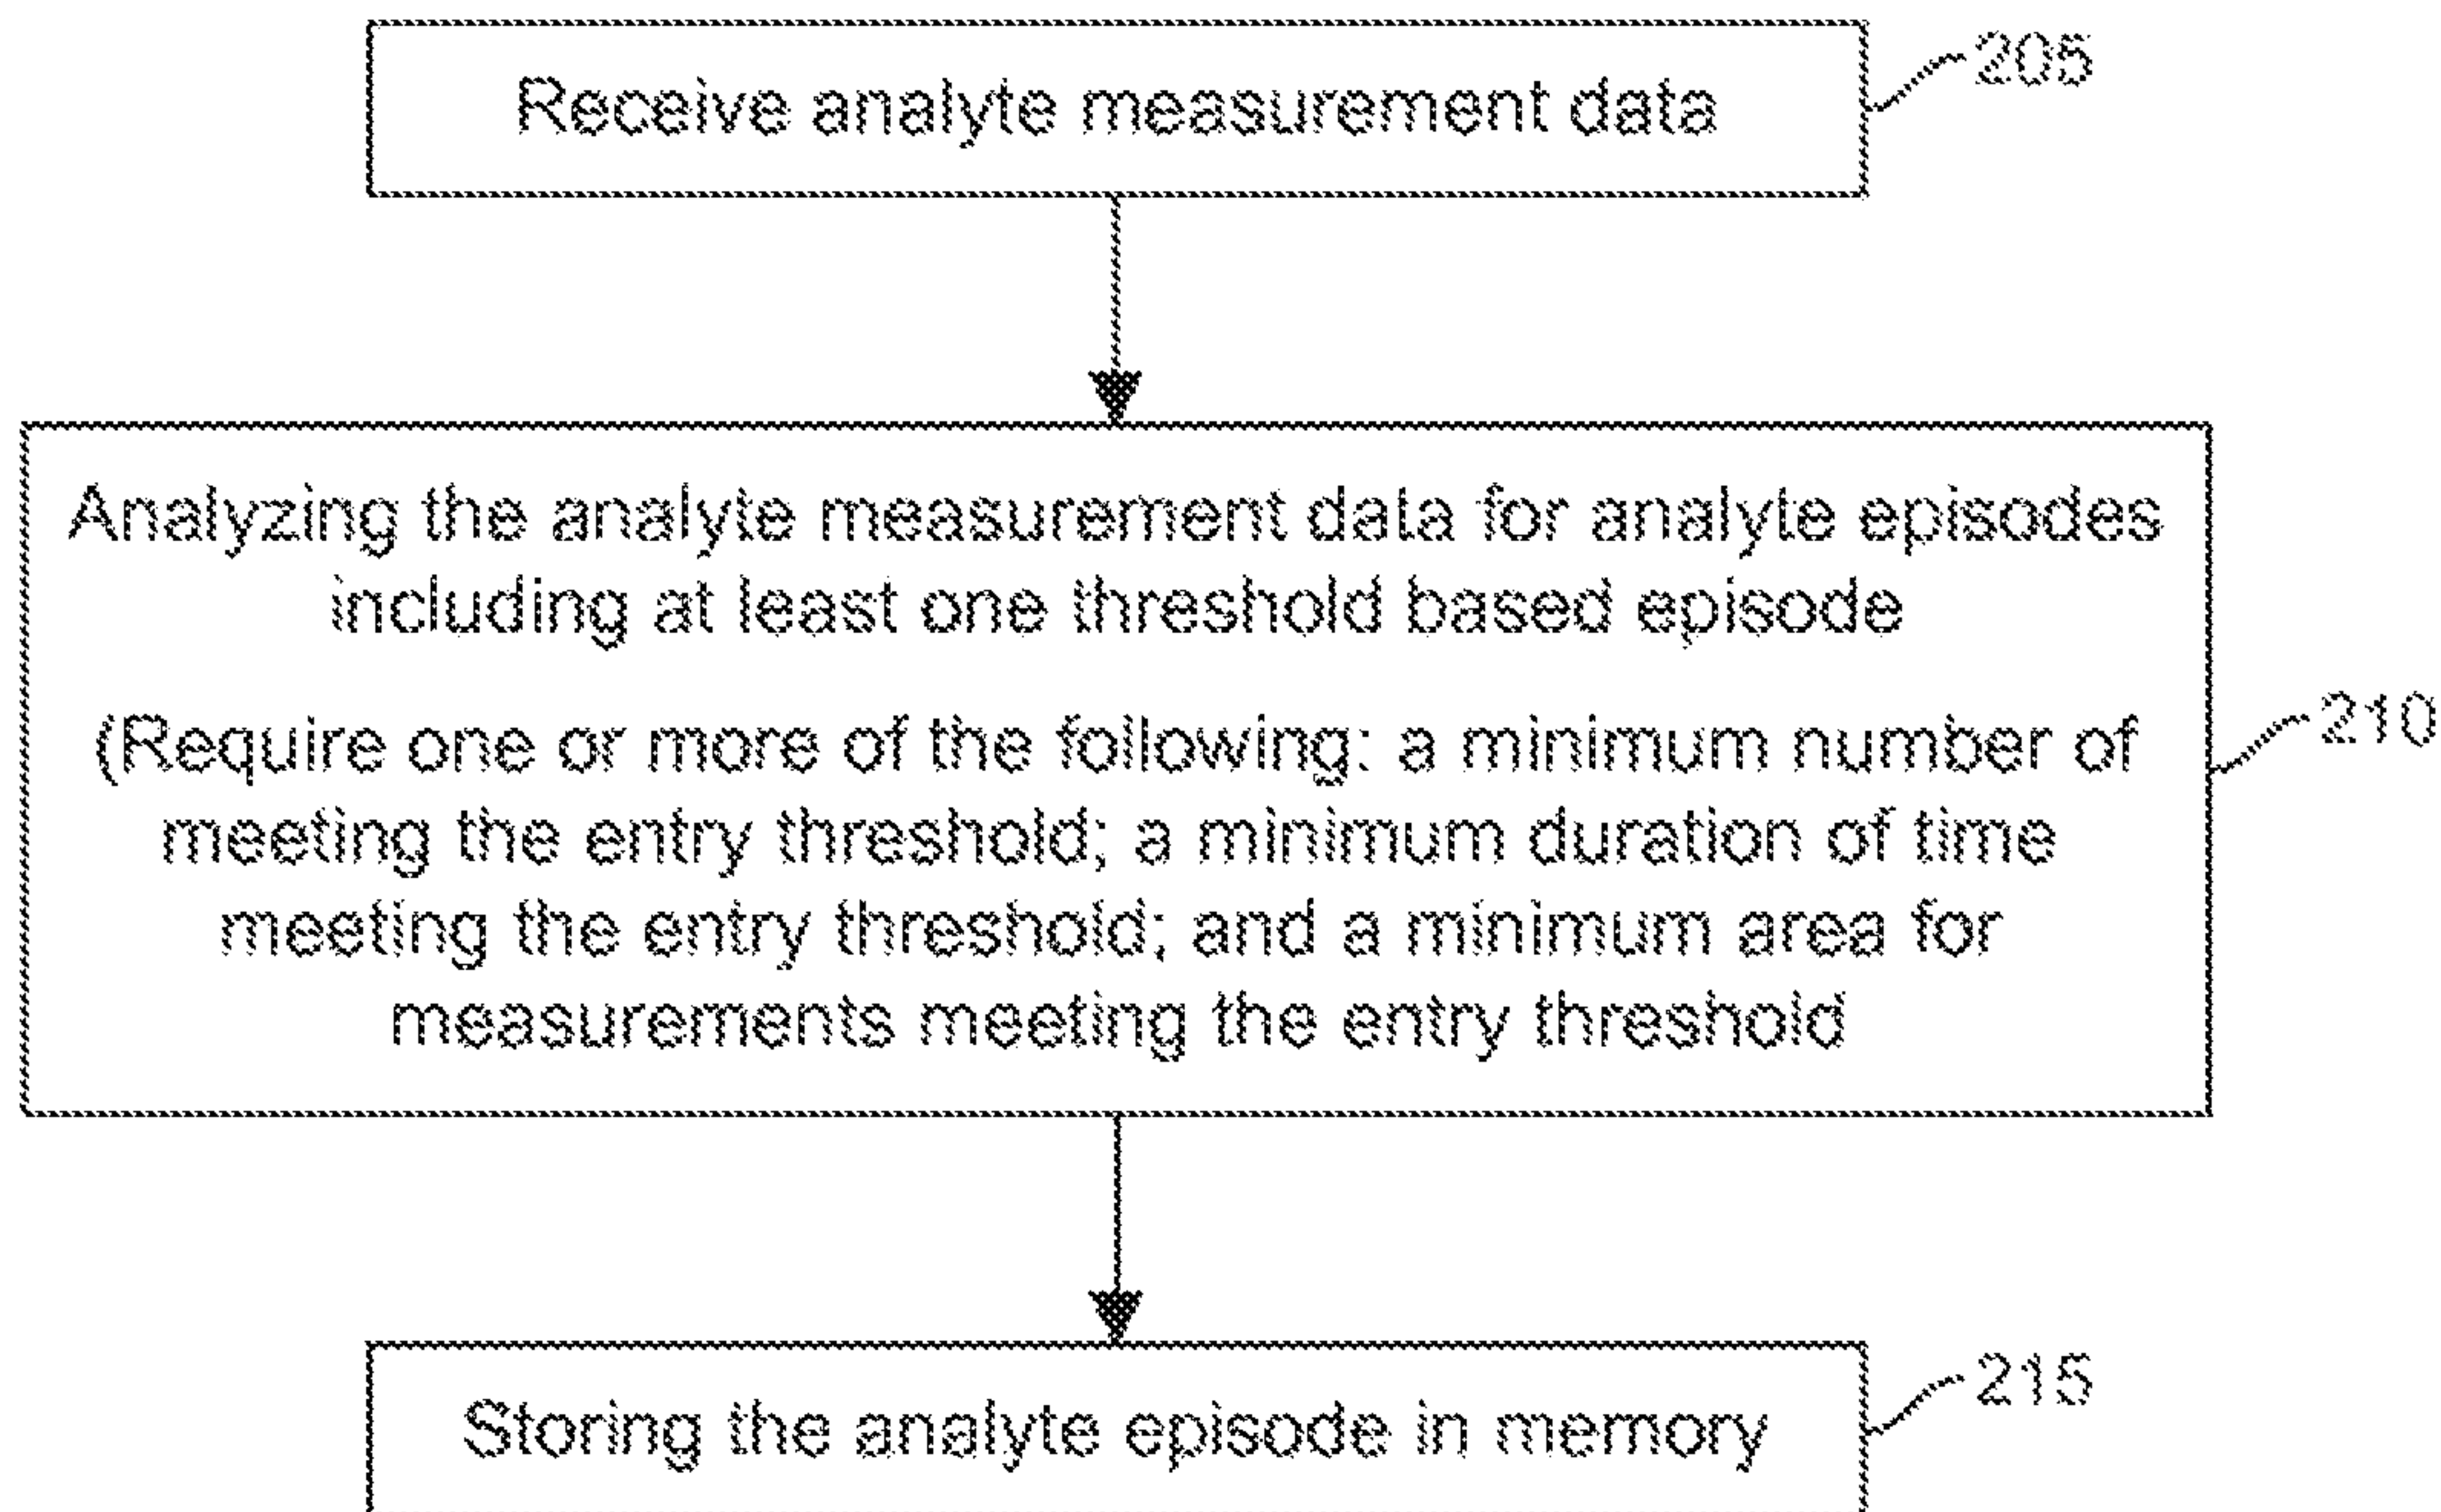 Receive analyte measurement data
205
Analyzing the analyte measurement data for analyte episodes
including at least one threshold based episode
(Require one or more of the following: a minimum number of
meeting the entry threshold; a minimum duration of time
meeting the entry threshold; and a minimum area for
measurements meeting the entry threshold
210
Storing the analyte episode in memory
215